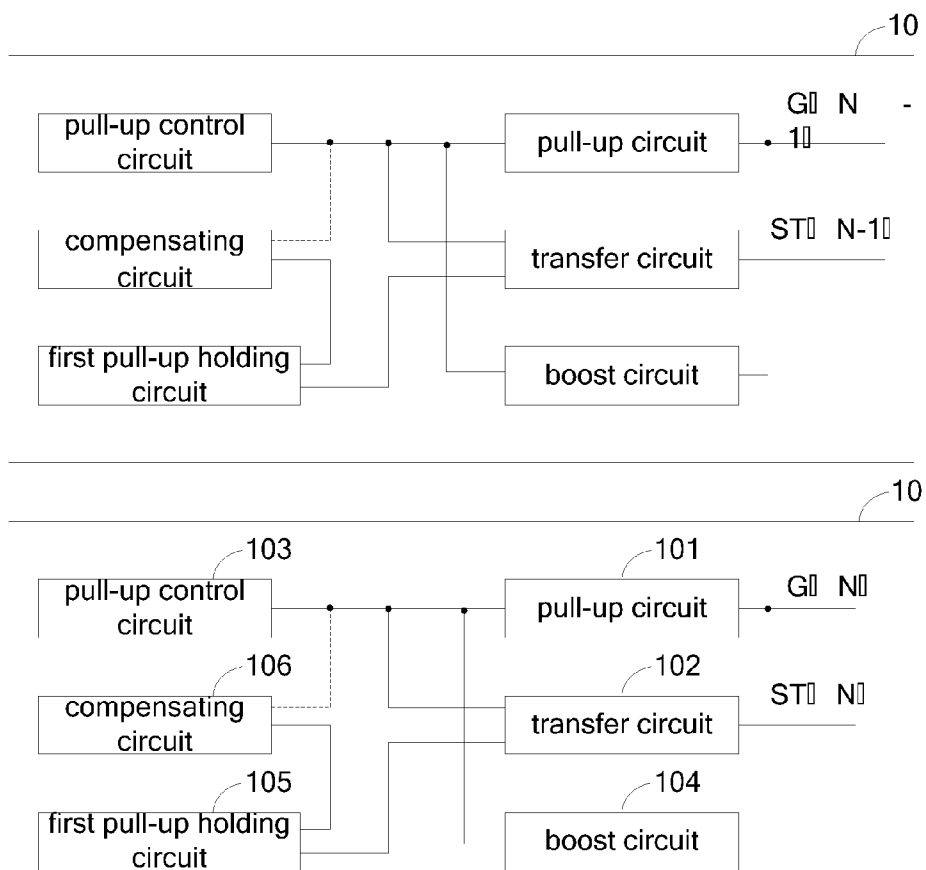 10
G▯ N -
1▯
pull-up control
circuit
pull-up circuit
ST▯ N-1▯
compensating
circuit
transfer circuit
first pull-up holding
circuit
boost circuit
10
103
101
pull-up control
circuit
pull-up circuit
G▯ N▯
106
102
compensating
circuit
transfer circuit
ST▯ N▯
105
104
first pull-up holding
circuit
boost circuit